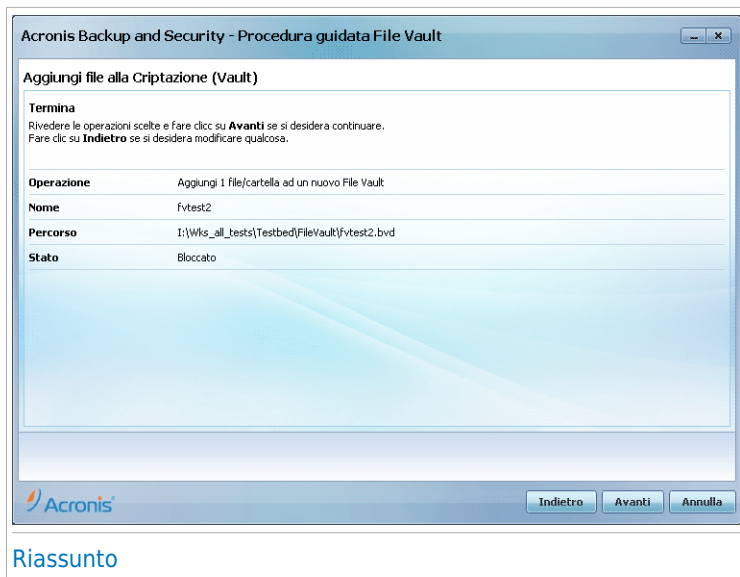 Acronis Backup and Security - Procedura guidata File Vault
Aggiungi file alla Criptazione (Vault)
Termina
Rivedere le operazioni scelte e fare clicc su Avanti se si desidera continuare.
Fare clic su Indietro se si desidera modificare qualcosa.
Operazione Aggiungi 1 file/cartella ad un nuovo File Vault
Nome fvtest2
Percorso I:\Wks_all_tests\Testbed\FileVault\fvtest2.bvd
Stato Bloccato
Acronis
Indietro Avanti Annulla
Riassunto